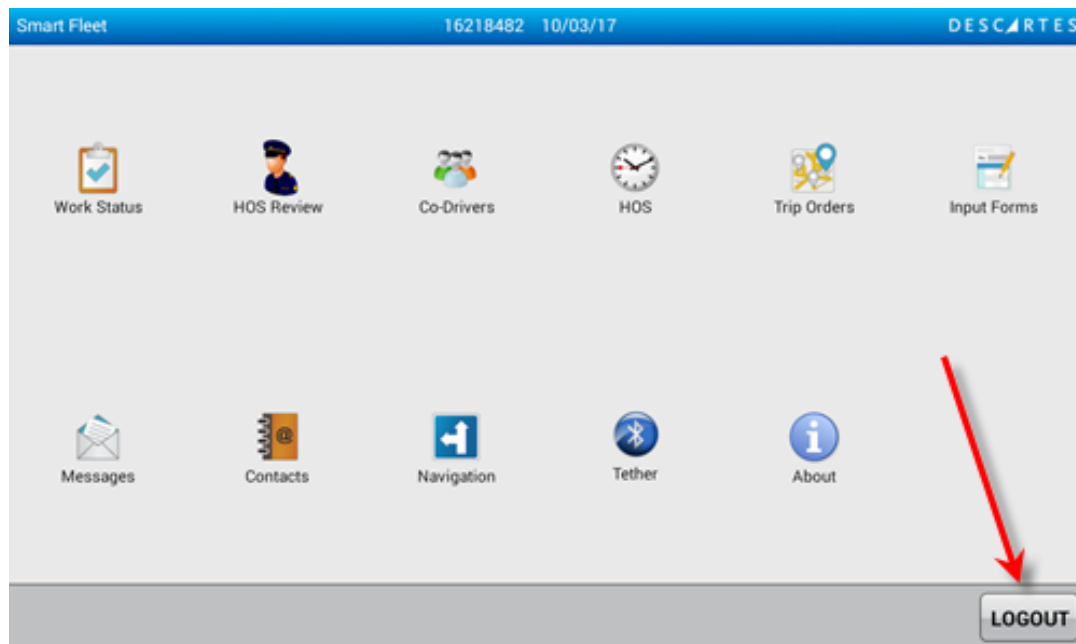 Smart Fleet 16218482 10/03/17 DESCARTES
Work Status HOS Review Co-Drivers HOS Trip Orders Input Forms
Messages Contacts Navigation Tether About
LOGOUT